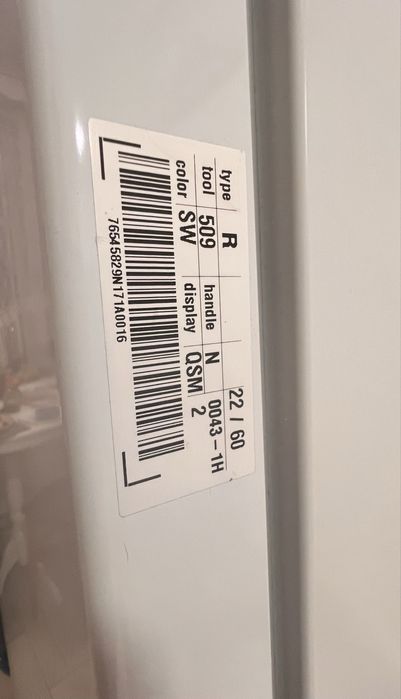 type R 22 / 60
tool 509 handle N 0043-1H
color SW display QSM 2
76545829N171A0016